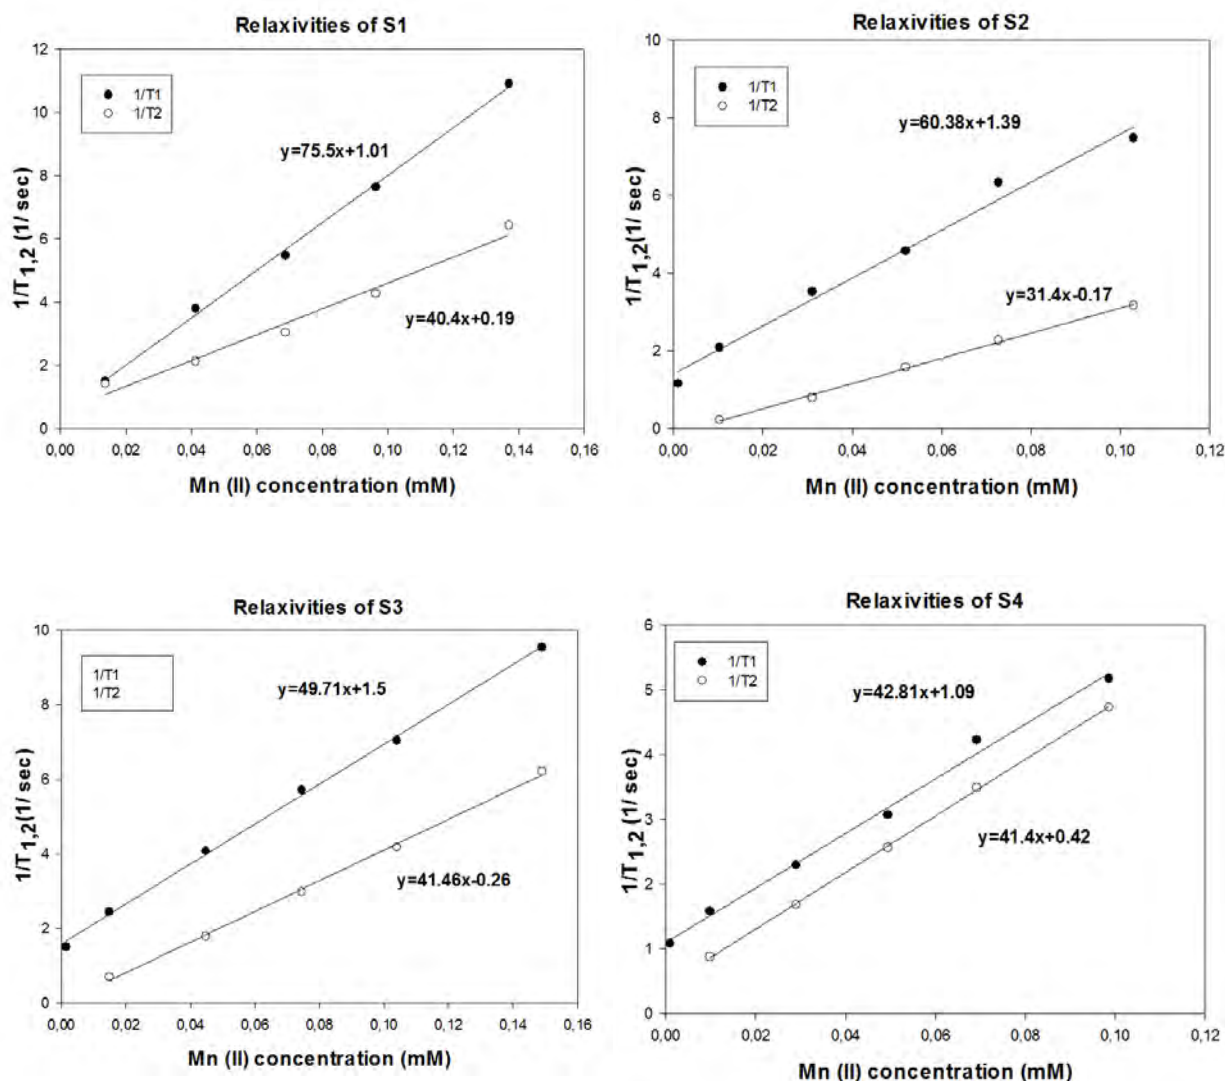 Relaxivities of S1
12
10
8
6
4
2
0
1/T1
1/T2
y=75.5x+1.01
y=40.4x+0.19
1/T1,2 (1/ sec)
0,00 0,02 0,04 0,06 0,08 0,10 0,12 0,14 0,16
Mn (II) concentration (mM)
Relaxivities of S2
10
8
6
4
2
0
1/T1
1/T2
y=60.38x+1.39
y=31.4x-0.17
1/T1,2(1/ sec)
0,00 0,02 0,04 0,06 0,08 0,10 0,12
Mn (II) concentration (mM)
Relaxivities of S3
10
8
6
4
2
0
1/T1
1/T2
y=49.71x+1.5
y=41.46x-0.26
1/T1,2(1/ sec)
0,00 0,02 0,04 0,06 0,08 0,10 0,12 0,14 0,16
Mn (II) concentration (mM)
Relaxivities of S4
6
5
4
3
2
1
0
1/T1
1/T2
y=42.81x+1.09
y=41.4x+0.42
1/T1,2 (1/ sec)
0,00 0,02 0,04 0,06 0,08 0,10 0,12
Mn (II) concentration (mM)